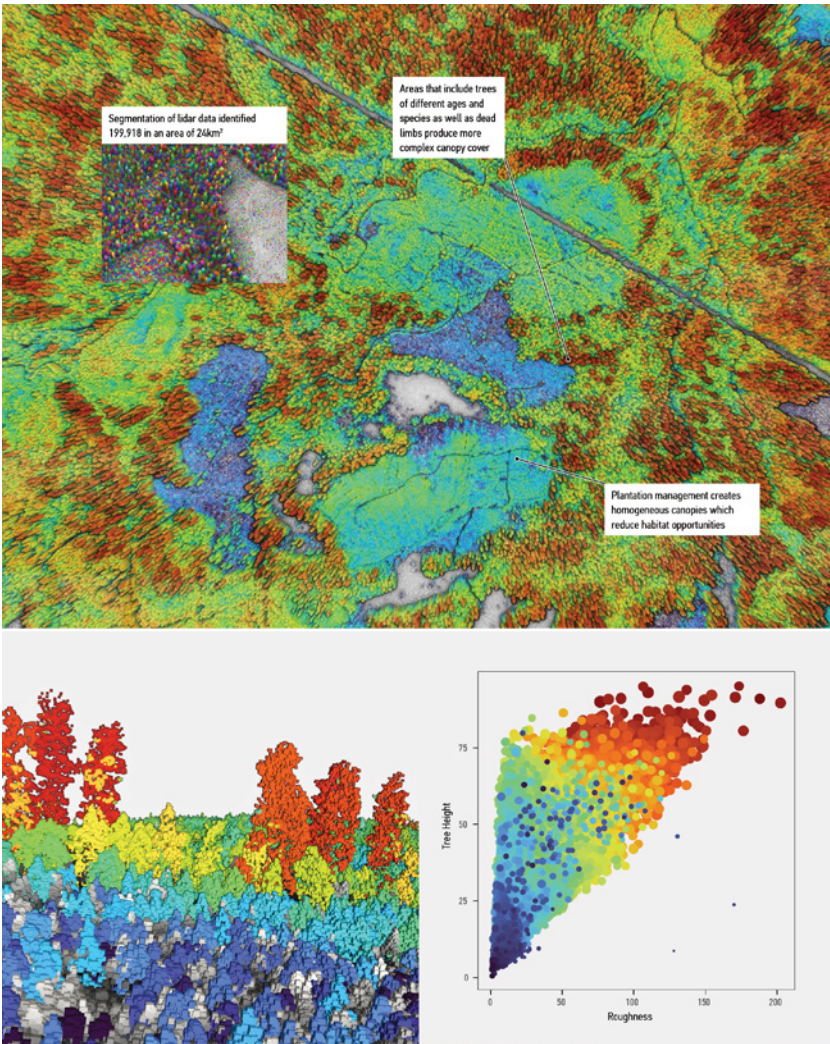 Areas that include trees
of different ages and
species as well as dead
limbs produce more
complex canopy cover
Segmentation of lidar data identified
199,918 in an area of 24km²
Plantation management creates
homogeneous canopies which
reduce habitat opportunities
Tree Height
75
50
25
0
0
50
100
150
200
Roughness